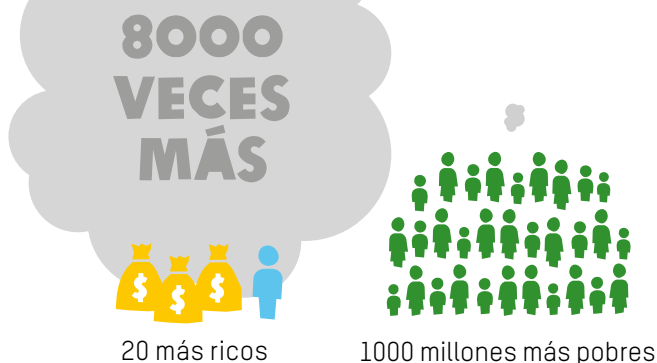 8000
VECES
MÁS
$ $ $
20 más ricos
1000 millones más pobres